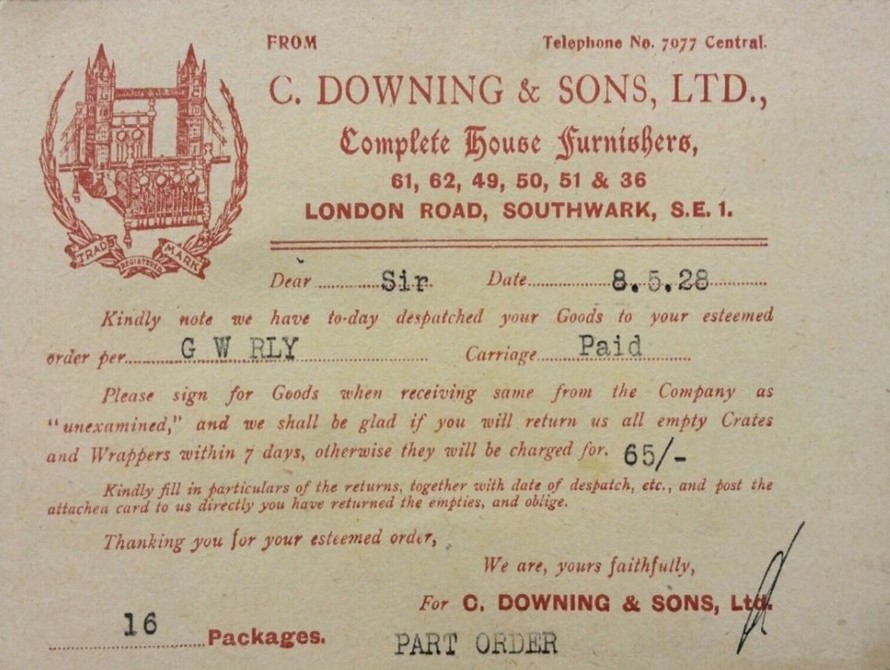 FROM
Telephone No. 7077 Central.
C. DOWNING & SONS, LTD.,
Complete House Furnishers,
61, 62, 49, 50, 51 & 36
LONDON ROAD, SOUTHWARK, S.E. 1.
TRADE MARK
REGISTERED
Dear Sir Date 8.5.28
Kindly note we have to-day despatched your Goods to your esteemed
order per G W RLY Carriage Paid
Please sign for Goods when receiving same from the Company as
"unexamined," and we shall be glad if you will return us all empty Crates
and Wrappers within 7 days, otherwise they will be charged for. 65/-
Kindly fill in particulars of the returns, together with date of despatch, etc., and post the
attached card to us directly you have returned the empties, and oblige.
Thanking you for your esteemed order,
We are, yours faithfully,
For C. DOWNING & SONS, Ltd.
16 Packages.
PART ORDER